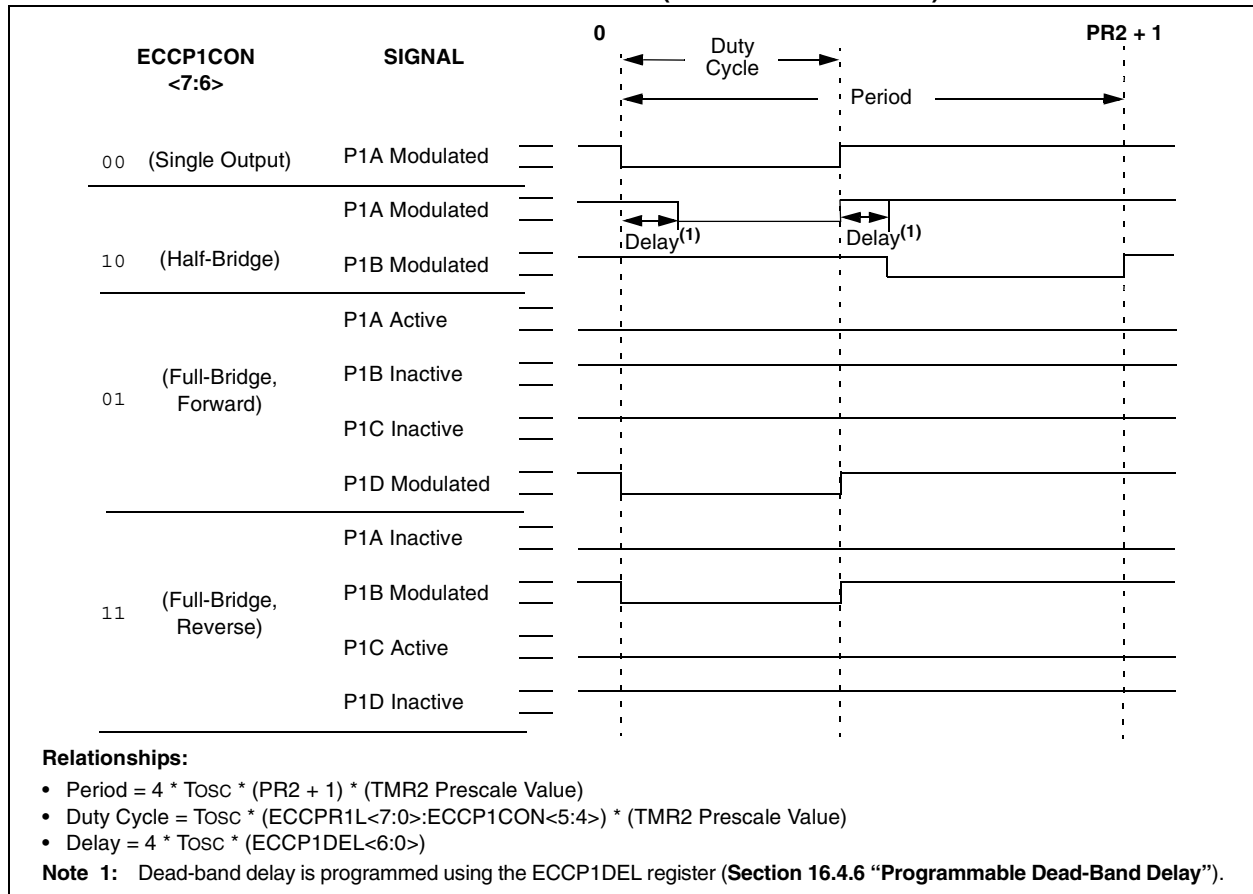 0
PR2 + 1
ECCP1CON
<7:6>
SIGNAL
Duty
Cycle
Period
00 (Single Output) P1A Modulated
P1A Modulated
Delay(1) Delay(1)
10 (Half-Bridge) P1B Modulated
P1A Active
P1B Inactive
01 (Full-Bridge,
Forward)
P1C Inactive
P1D Modulated
P1A Inactive
P1B Modulated
11 (Full-Bridge,
Reverse)
P1C Active
P1D Inactive
Relationships:
• Period = 4 * TOSC * (PR2 + 1) * (TMR2 Prescale Value)
• Duty Cycle = TOSC * (ECCPR1L<7:0>:ECCP1CON<5:4>) * (TMR2 Prescale Value)
• Delay = 4 * TOSC * (ECCP1DEL<6:0>)
Note 1: Dead-band delay is programmed using the ECCP1DEL register (Section 16.4.6 “Programmable Dead-Band Delay”).